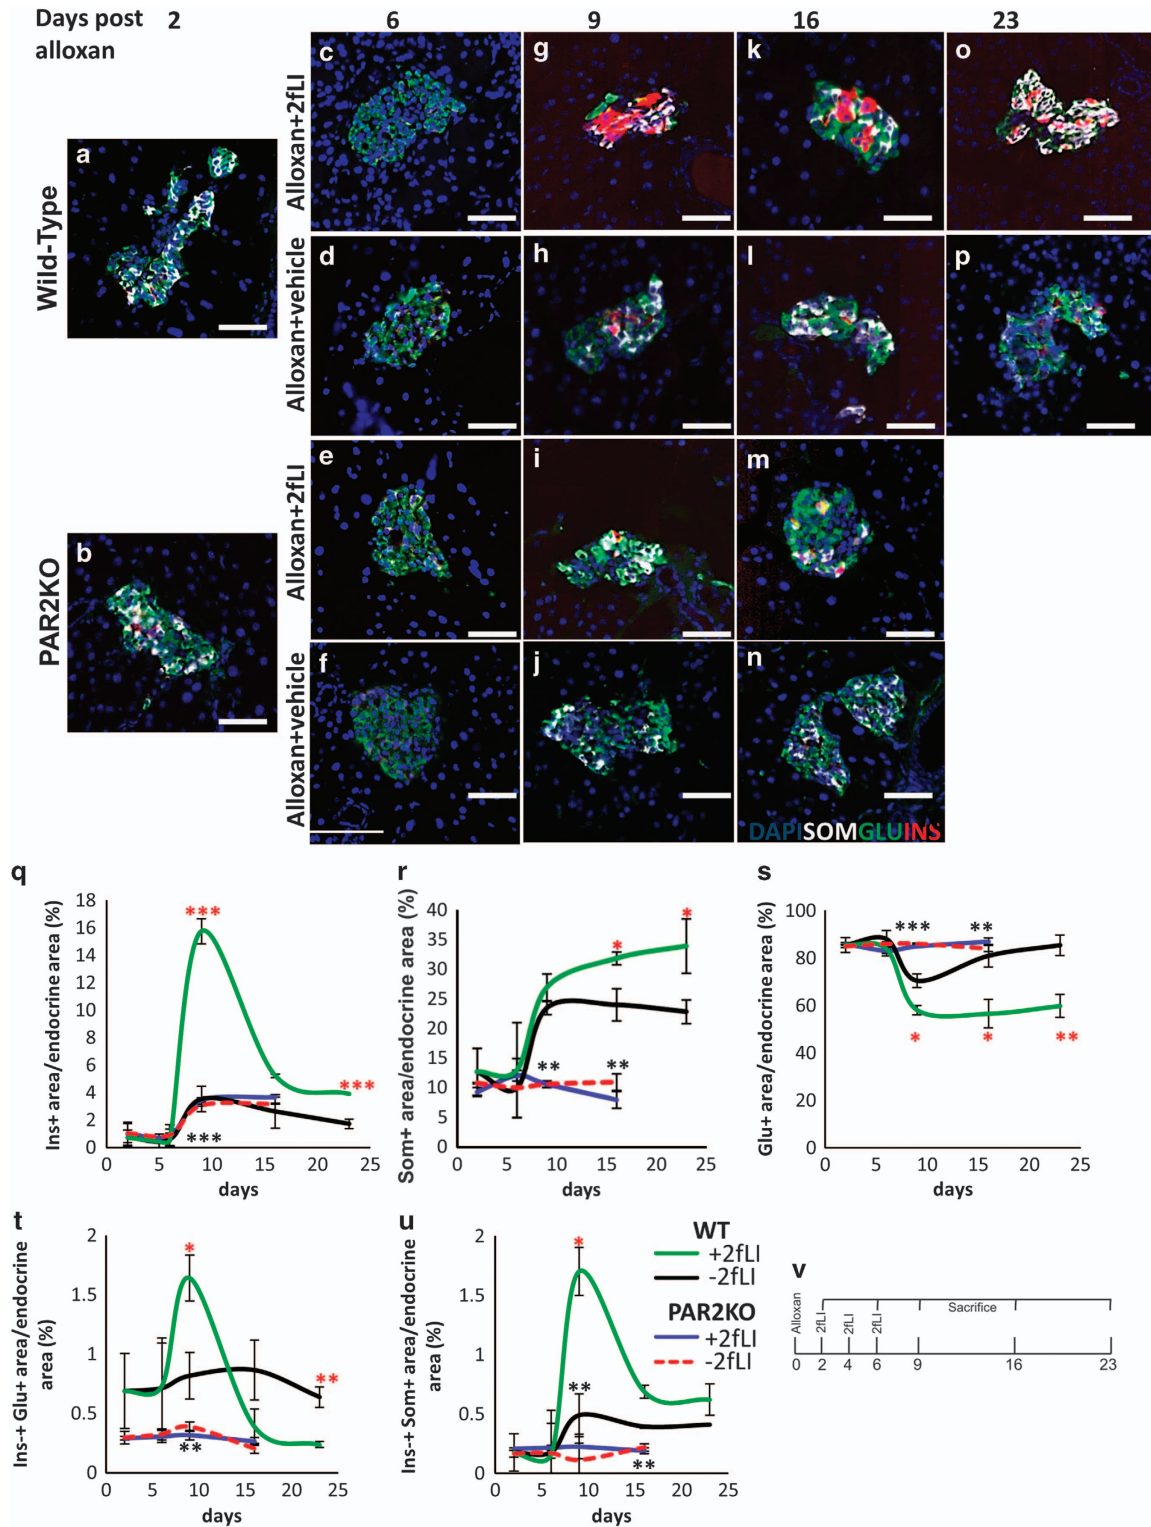 Days post
alloxan
2
6
9
16
23
Wild-Type
PAR2KO
Alloxan+2fLI
Alloxan+vehicle
Alloxan+2fLI
Alloxan+vehicle
a
b
c
g
k
o
d
h
l
p
e
i
m
f
j
n
DAPISOMGLUINS
q
Ins+ area/endocrine area (%)
18
16
14
12
10
8
6
4
2
0
***
***
***
0 5 10 15 20 25
days
r
Som+ area/endocrine area (%)
40
35
30
25
20
15
10
5
0
*
*
** **
0 5 10 15 20 25
days
s
Glu+ area/endocrine area (%)
100
80
60
40
20
0
*** **
* * **
0 5 10 15 20 25
days
t
Ins-+ Glu+ area/endocrine
area (%)
2
1.5
1
0.5
0
*
**
**
0 5 10 15 20 25
days
u
Ins-+ Som+ area/endocrine
area (%)
2
1.5
1
0.5
0
*
**
**
0 5 10 15 20 25
days
WT
+2fLI
-2fLI
PAR2KO
+2fLI
-2fLI
v
Alloxan
2fLI
2fLI
2fLI
Sacrifice
0 2 4 6 9 16 23